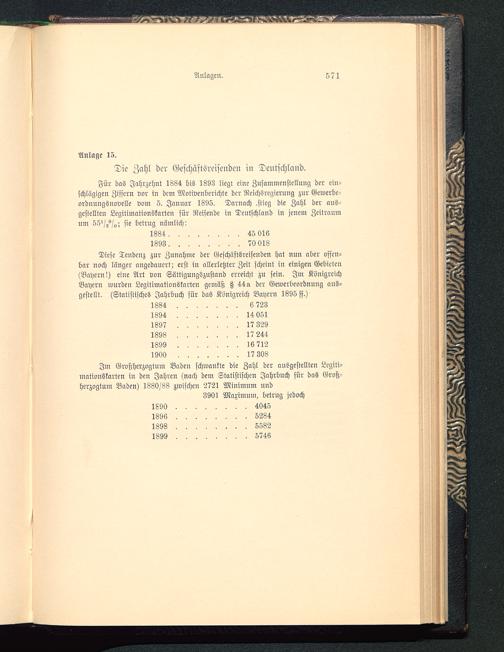 Anlagen. 571
Anlage 15.
Die Zahl der Geschäftsreisenden in Deutschland.
Für das Jahrzehnt 1884 bis 1893 liegt eine Zusammenstellung der ein-
schlägigen Ziffern vor in dem Motivenberichte der Reichsregierung zur Gewerbe-
ordnungsnovelle vom 5. Januar 1895. Darnach stieg die Zahl der aus-
gestellten Legitimationskarten für Reisende in Deutschland in jenem Zeitraum
um 55½%; sie betrug nämlich:
1884 . . . . . . . . 45 016
1893 . . . . . . . . 70 018
Diese Tendenz zur Zunahme der Geschäftsreisenden hat nun aber offen-
bar noch länger angedauert; erst in allerletzter Zeit scheint in einigen Gebieten
(Bayern!) eine Art von Sättigungszustand erreicht zu sein. Im Königreich
Bayern wurden Legitimationskarten gemäß § 44a der Gewerbeordnung aus-
gestellt. (Statistisches Jahrbuch für das Königreich Bayern 1895 ff.)
1884 . . . . . . . 6 723
1894 . . . . . . . 14 051
1897 . . . . . . . 17 329
1898 . . . . . . . 17 244
1899 . . . . . . . 16 712
1900 . . . . . . . 17 308
Im Großherzogtum Baden schwankte die Zahl der ausgestellten Legiti-
mationskarten in den Jahren (nach dem Statistischen Jahrbuch für das Groß-
herzogtum Baden) 1880/88 zwischen 2721 Minimum und
3901 Maximum, betrug jedoch
1890 . . . . . . . . 4045
1896 . . . . . . . . 5284
1898 . . . . . . . . 5582
1899 . . . . . . . . 5746